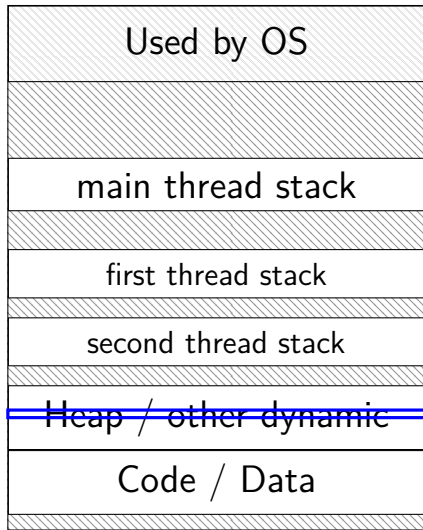 Used by OS
main thread stack
first thread stack
second thread stack
Heap / other dynamic
Code / Data